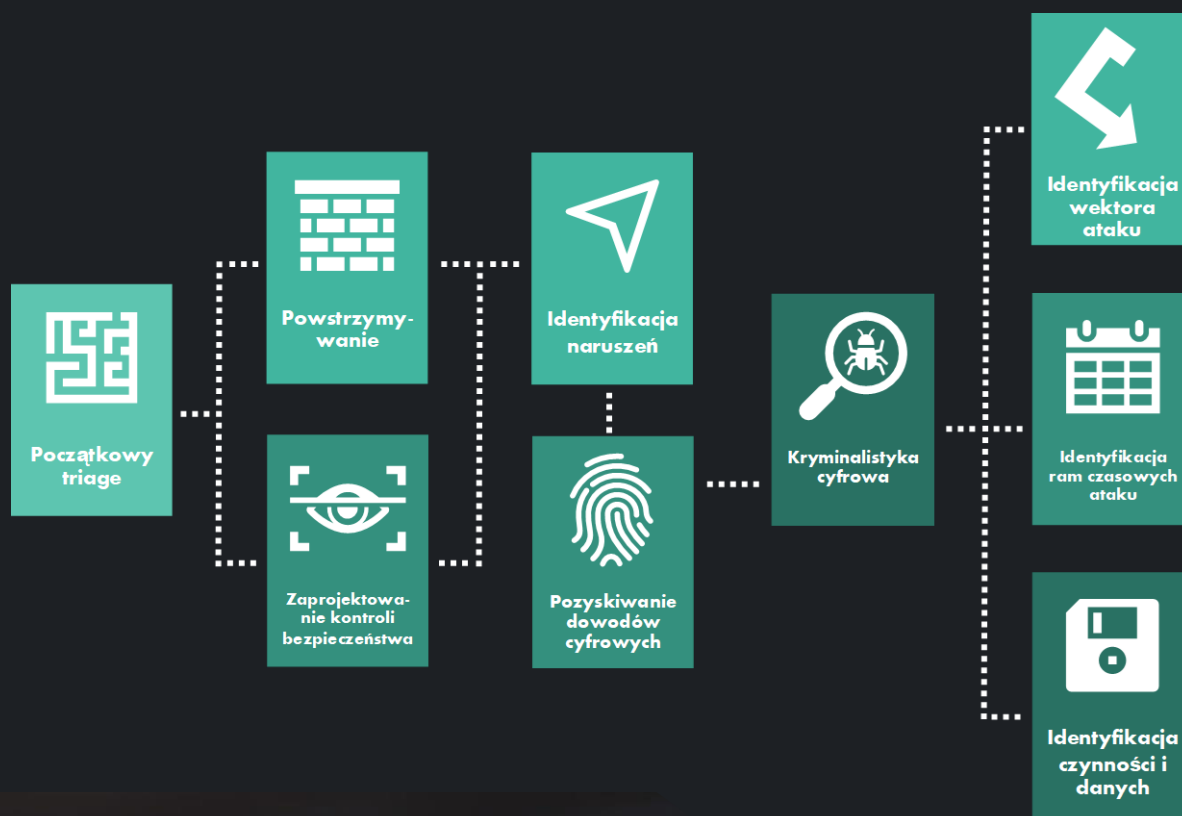 Początkowy
triage
Powstrzymy-
wanie
Zaprojektowa-
nie kontroli
bezpieczeństwa
Identyfikacja
naruszeń
Pozyskiwanie
dowodów
cyfrowych
Kryminalistyka
cyfrowa
Identyfikacja
wektora
ataku
Identyfikacja
ram czasowych
ataku
Identyfikacja
czynności i
danych